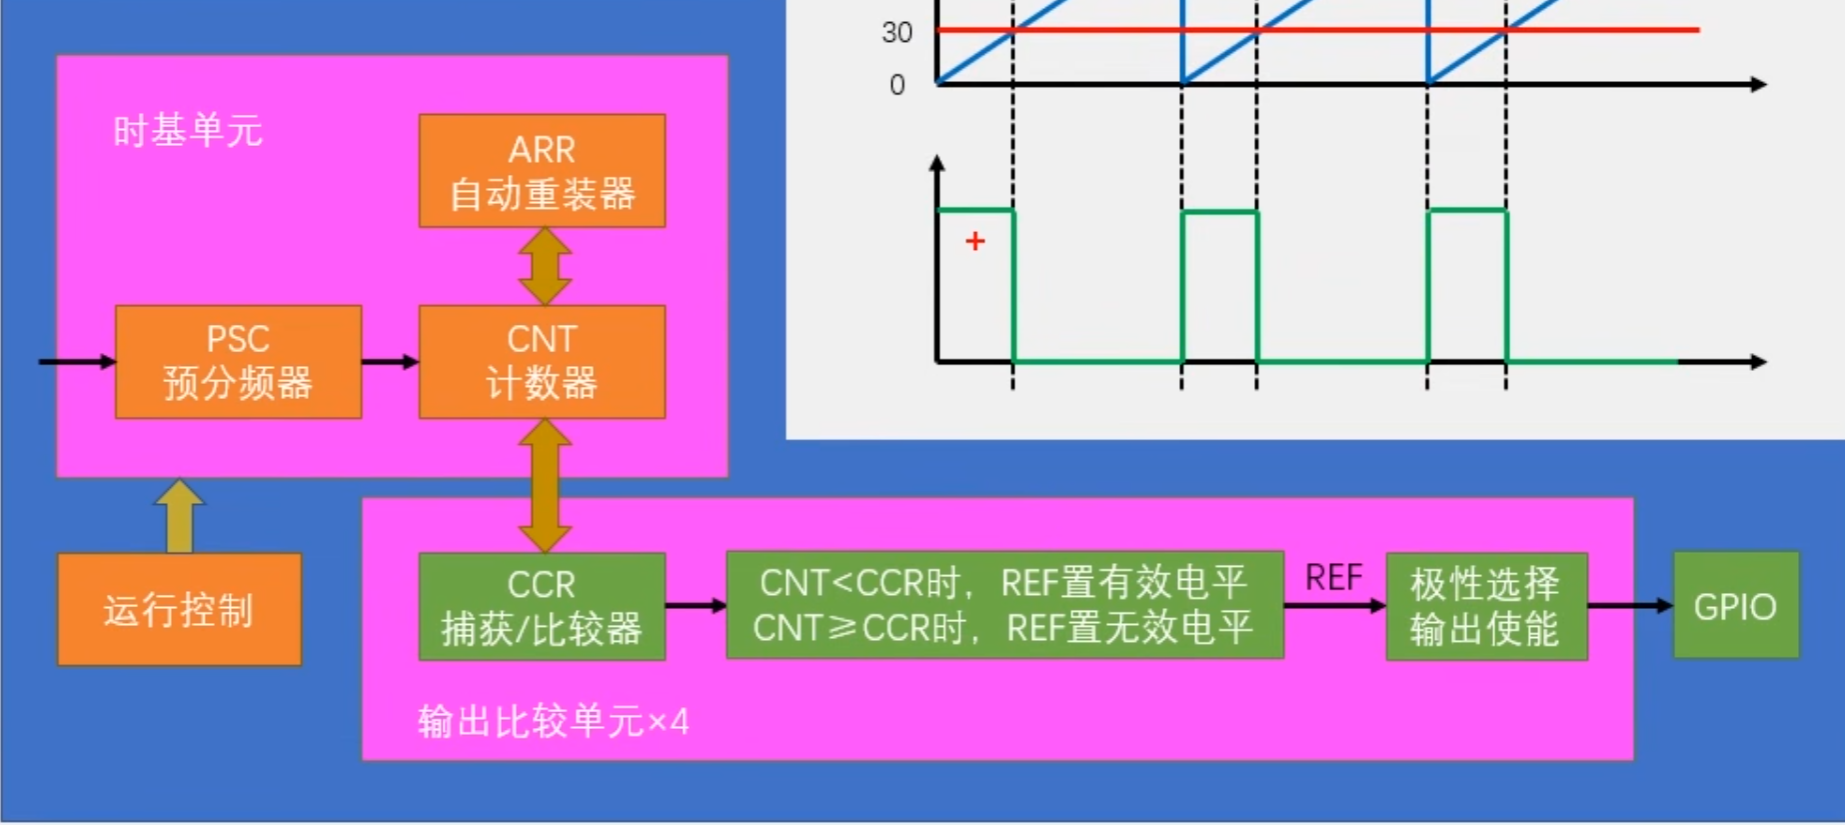 30
0
+
时基单元
ARR
自动重装器
PSC
预分频器
CNT
计数器
运行控制
CCR
捕获/比较器
CNT<CCR时，REF置有效电平
CNT≥CCR时，REF置无效电平
REF
极性选择
输出使能
GPIO
输出比较单元×4